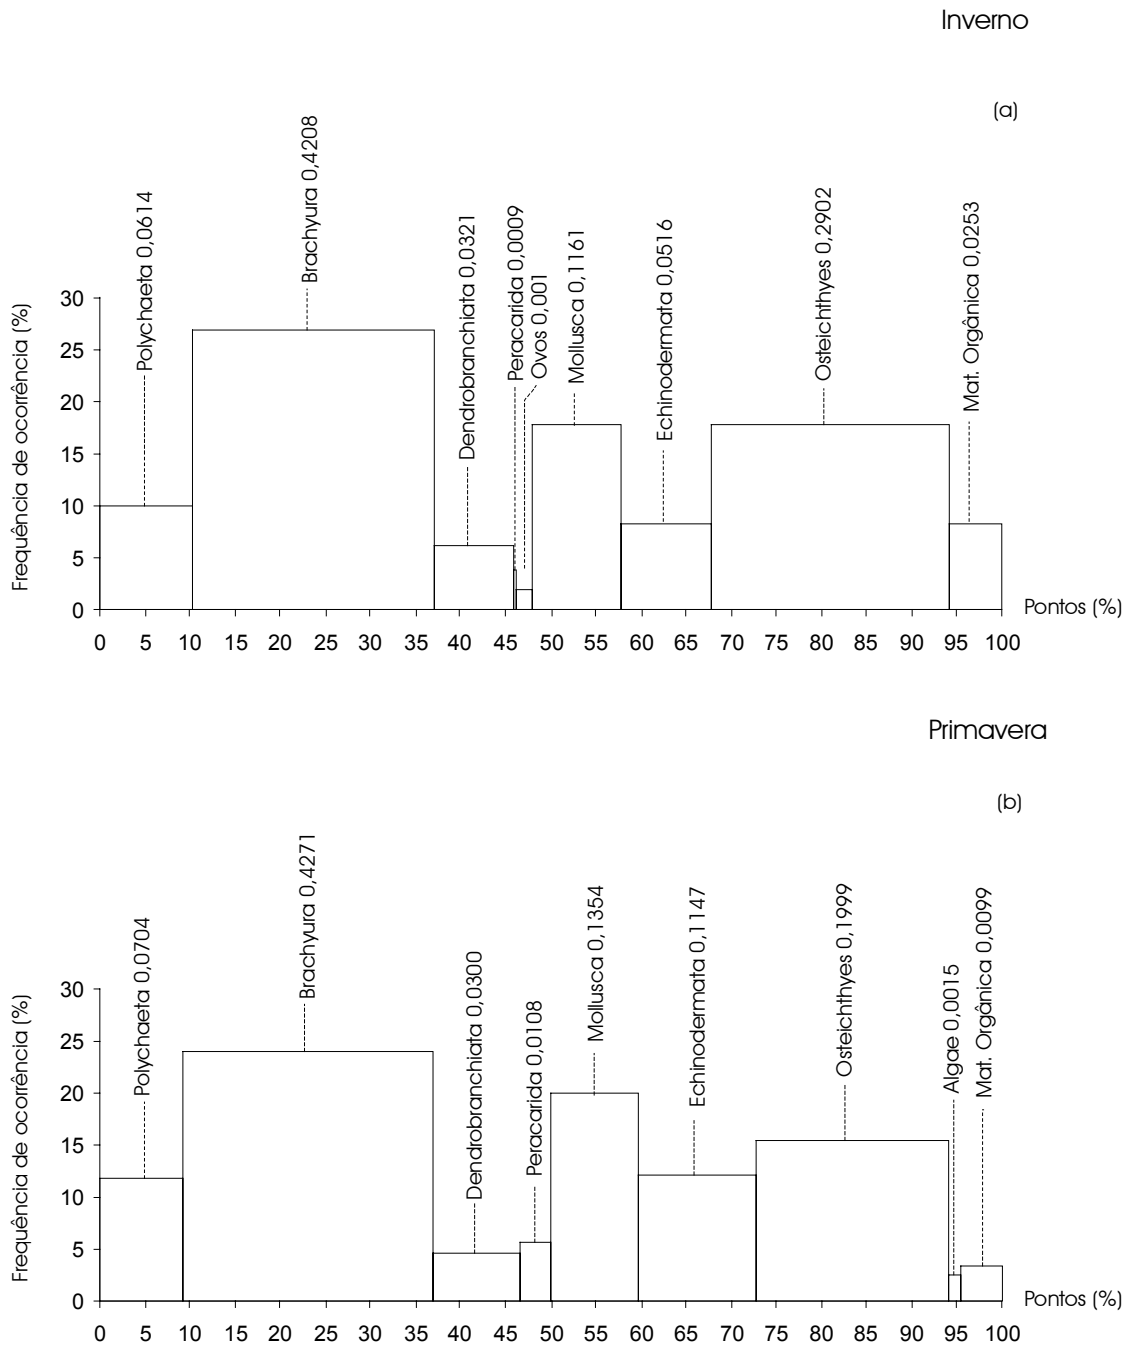 Inverno
(a)
Polychaeta 0,0614
Brachyura 0,4208
Dendrobranchiata 0,0321
Peracarida 0,0009
Ovos 0,001
Mollusca 0,1161
Echinodermata 0,0516
Osteichthyes 0,2902
Mat. Orgânica 0,0253
Frequência de ocorrência (%)
30
25
20
15
10
5
0
0 5 10 15 20 25 30 35 40 45 50 55 60 65 70 75 80 85 90 95 100
Pontos (%)
Primavera
(b)
Polychaeta 0,0704
Brachyura 0,4271
Dendrobranchiata 0,0300
Peracarida 0,0108
Mollusca 0,1354
Echinodermata 0,1147
Osteichthyes 0,1999
Algae 0,0015
Mat. Orgânica 0,0099
Frequência de ocorrência (%)
30
25
20
15
10
5
0
0 5 10 15 20 25 30 35 40 45 50 55 60 65 70 75 80 85 90 95 100
Pontos (%)